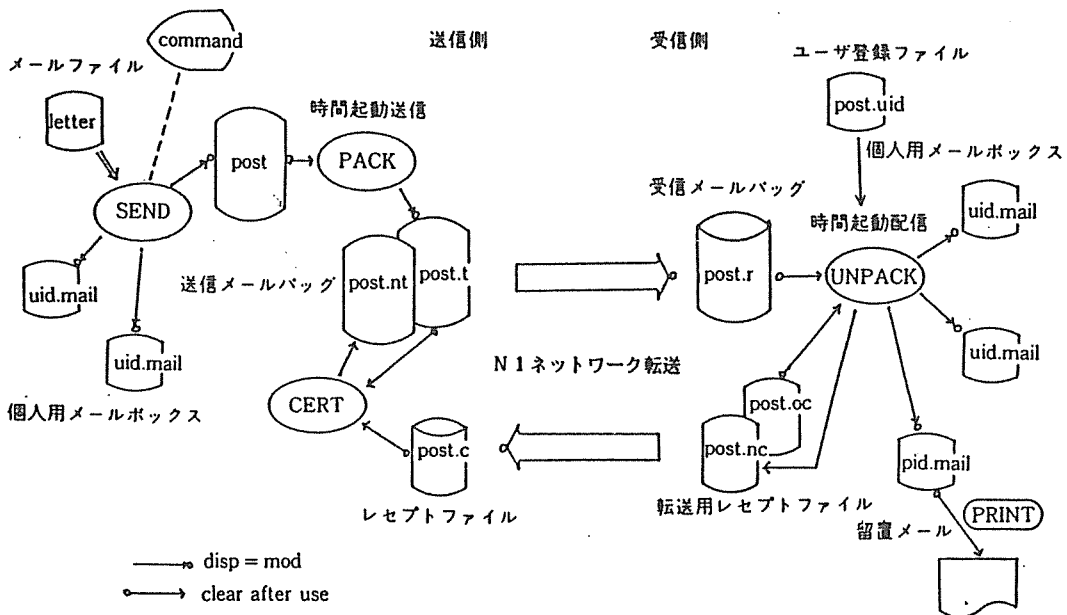 command
送信側
受信側
メールファイル
ユーザ登録ファイル
letter
post.uid
時間起動送信
post
PACK
個人用メールボックス
SEND
受信メールバッグ
時間起動配信
uid.mail
uid.mail
送信メールバッグ
post.nt
post.t
post.r
UNPACK
uid.mail
uid.mail
N1ネットワーク転送
個人用メールボックス
CERT
post.oc
post.c
post.nc
pid.mail
レセプトファイル
転送用レセプトファイル
留置メール
PRINT
disp = mod
clear after use